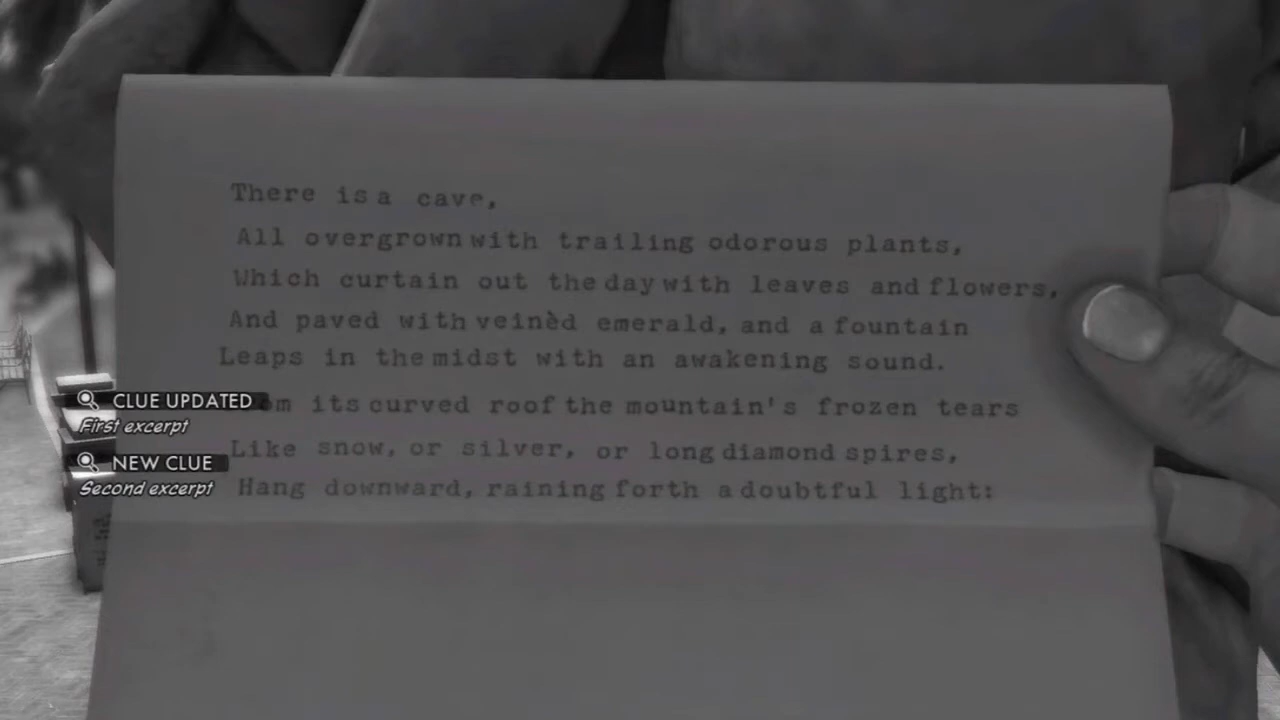 There is a cave,
All overgrown with trailing odorous plants,
Which curtain out the day with leaves and flowers,
And paved with veinèd emerald, and a fountain
Leaps in the midst with an awakening sound.
CLUE UPDATED
First excerpt
its curved roof the mountain's frozen tears
Like snow, or silver, or long diamond spires,
NEW CLUE
Second excerpt
Hang downward, raining forth a doubtful light: